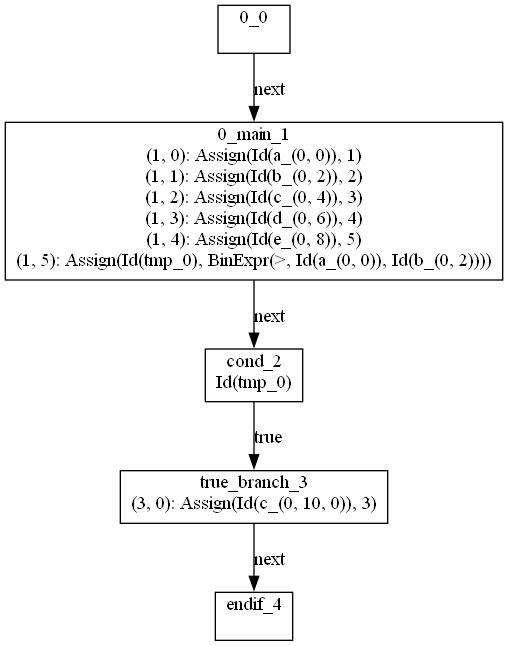 0_0
next
0_main_1
(1, 0): Assign(Id(a_(0, 0)), 1)
(1, 1): Assign(Id(b_(0, 2)), 2)
(1, 2): Assign(Id(c_(0, 4)), 3)
(1, 3): Assign(Id(d_(0, 6)), 4)
(1, 4): Assign(Id(e_(0, 8)), 5)
(1, 5): Assign(Id(tmp_0), BinExpr(>, Id(a_(0, 0)), Id(b_(0, 2))))
next
cond_2
Id(tmp_0)
true
true_branch_3
(3, 0): Assign(Id(c_(0, 10, 0)), 3)
next
endif_4